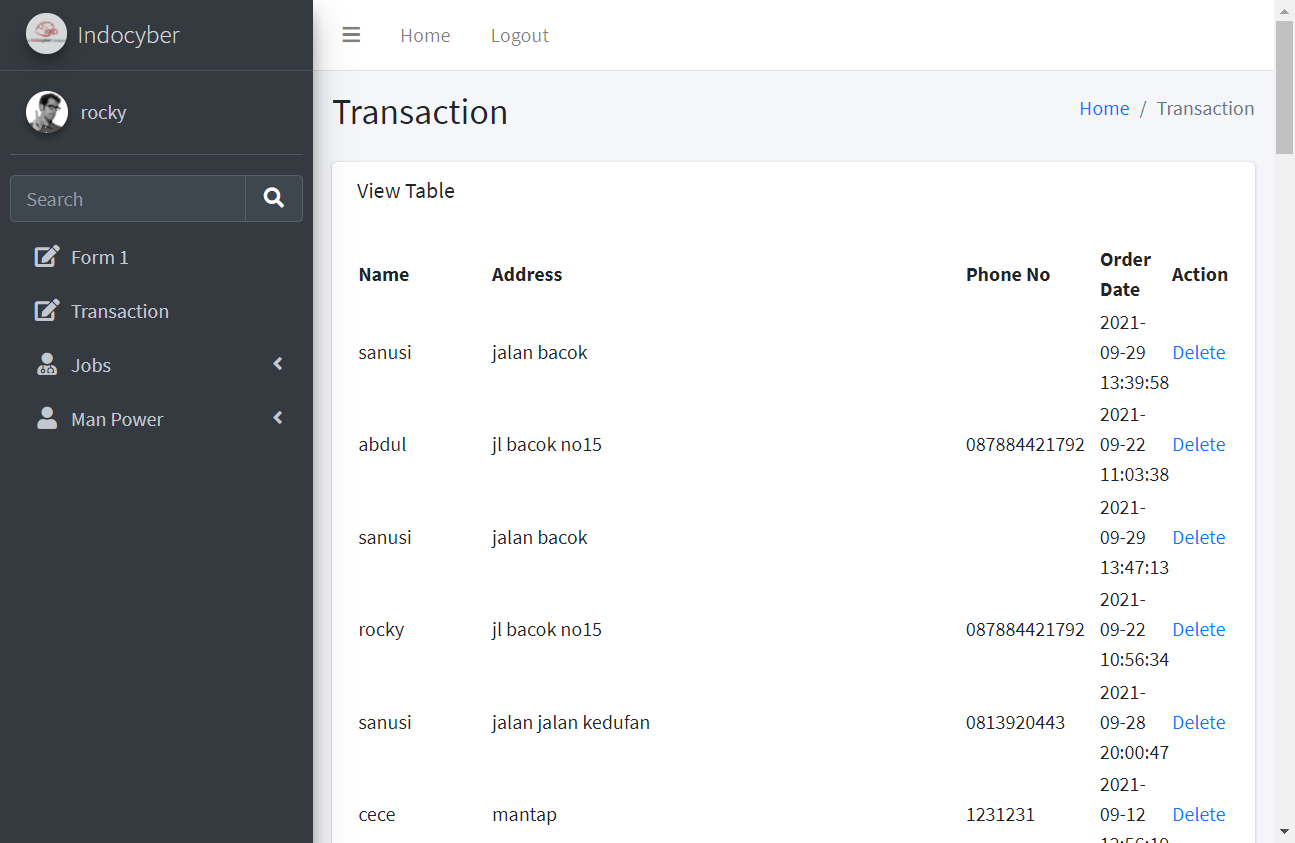 Indocyber
Home Logout
rocky
Transaction
Home / Transaction
Search
Form 1
Transaction
Jobs
Man Power
View Table
Name Address Phone No Order Date Action
sanusi jalan bacok 2021-09-29 13:39:58 Delete
abdul jl bacok no15 087884421792 2021-09-22 11:03:38 Delete
sanusi jalan bacok 2021-09-29 13:47:13 Delete
rocky jl bacok no15 087884421792 2021-09-22 10:56:34 Delete
sanusi jalan jalan kedufan 0813920443 2021-09-28 20:00:47 Delete
cece mantap 1231231 2021-09-12 Delete